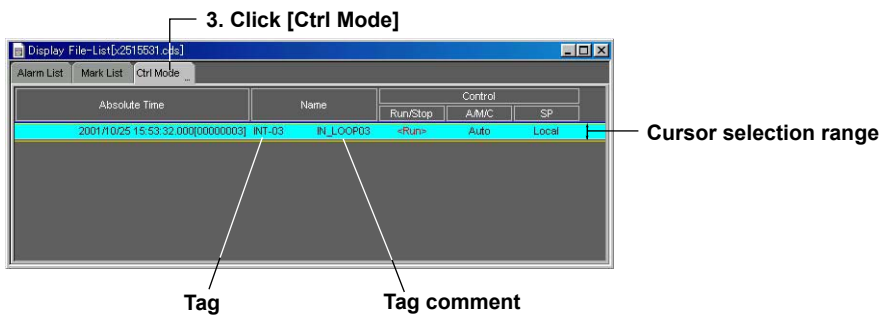 3. Click [Ctrl Mode]
Display File-List[x2515531.cds]
Alarm List Mark List Ctrl Mode ...
Absolute Time Name Control
Run/Stop A/M/C SP
2001/10/25 15:53:32.000[00000003] INT-03 IN_LOOP03 <Run> Auto Local
Cursor selection range
Tag Tag comment